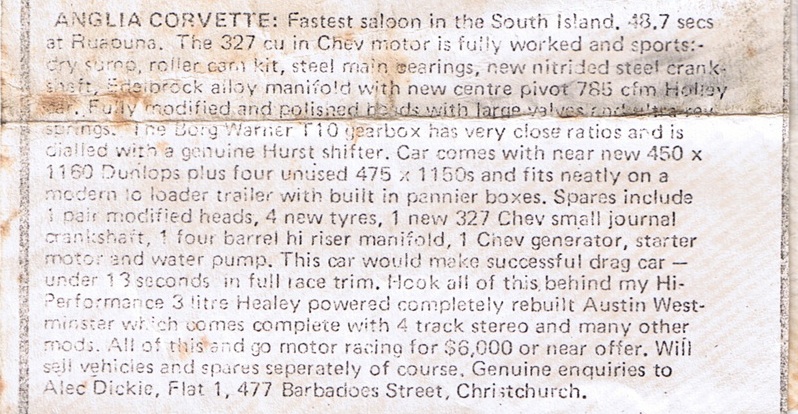 ANGLIA CORVETTE: Fastest saloon in the South Island, 48.7 secs
at Ruapuna. The 327 cu in Chev motor is fully worked and sports:-
dry sump, roller cam kit, steel main bearings, new nitrided steel crank-
shaft, Edelbrock alloy manifold with new centre pivot 785 cfm Holley
car. Fully modified and polished heads with large valves and
springs. The Borg Warner T10 gearbox has very close ratios and is
dialled with a genuine Hurst shifter. Car comes with near new 450 x
1160 Dunlops plus four unused 475 x 1150s and fits neatly on a
modern lo loader trailer with built in pannier boxes. Spares include
1 pair modified heads, 4 new tyres, 1 new 327 Chev small journal
crankshaft, 1 four barrel hi riser manifold, 1 Chev generator, starter
motor and water pump. This car would make successful drag car —
under 13 seconds in full race trim. Hook all of this behind my Hi-
Performance 3 litre Healey powered completely rebuilt Austin West-
minster which comes complete with 4 track stereo and many other
mods. All of this and go motor racing for $6,000 or near offer. Will
sell vehicles and spares seperately of course. Genuine enquiries to
Alec Dickie, Flat 1, 477 Barbadoes Street, Christchurch.